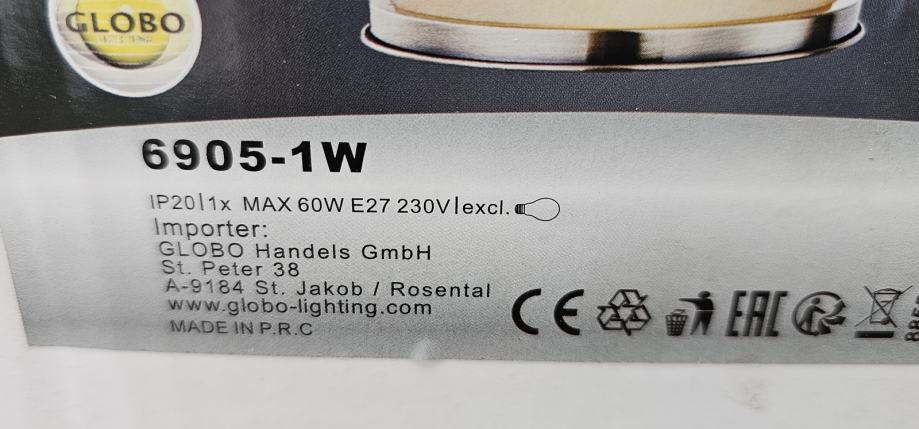 GLOBO
LIGHTING
6905-1W
IP20|1x MAX 60W E27 230V|excl.
Importer:
GLOBO Handels GmbH
St. Peter 38
A-9184 St. Jakob / Rosental
www.globo-lighting.com
MADE IN P.R.C
CE EAC